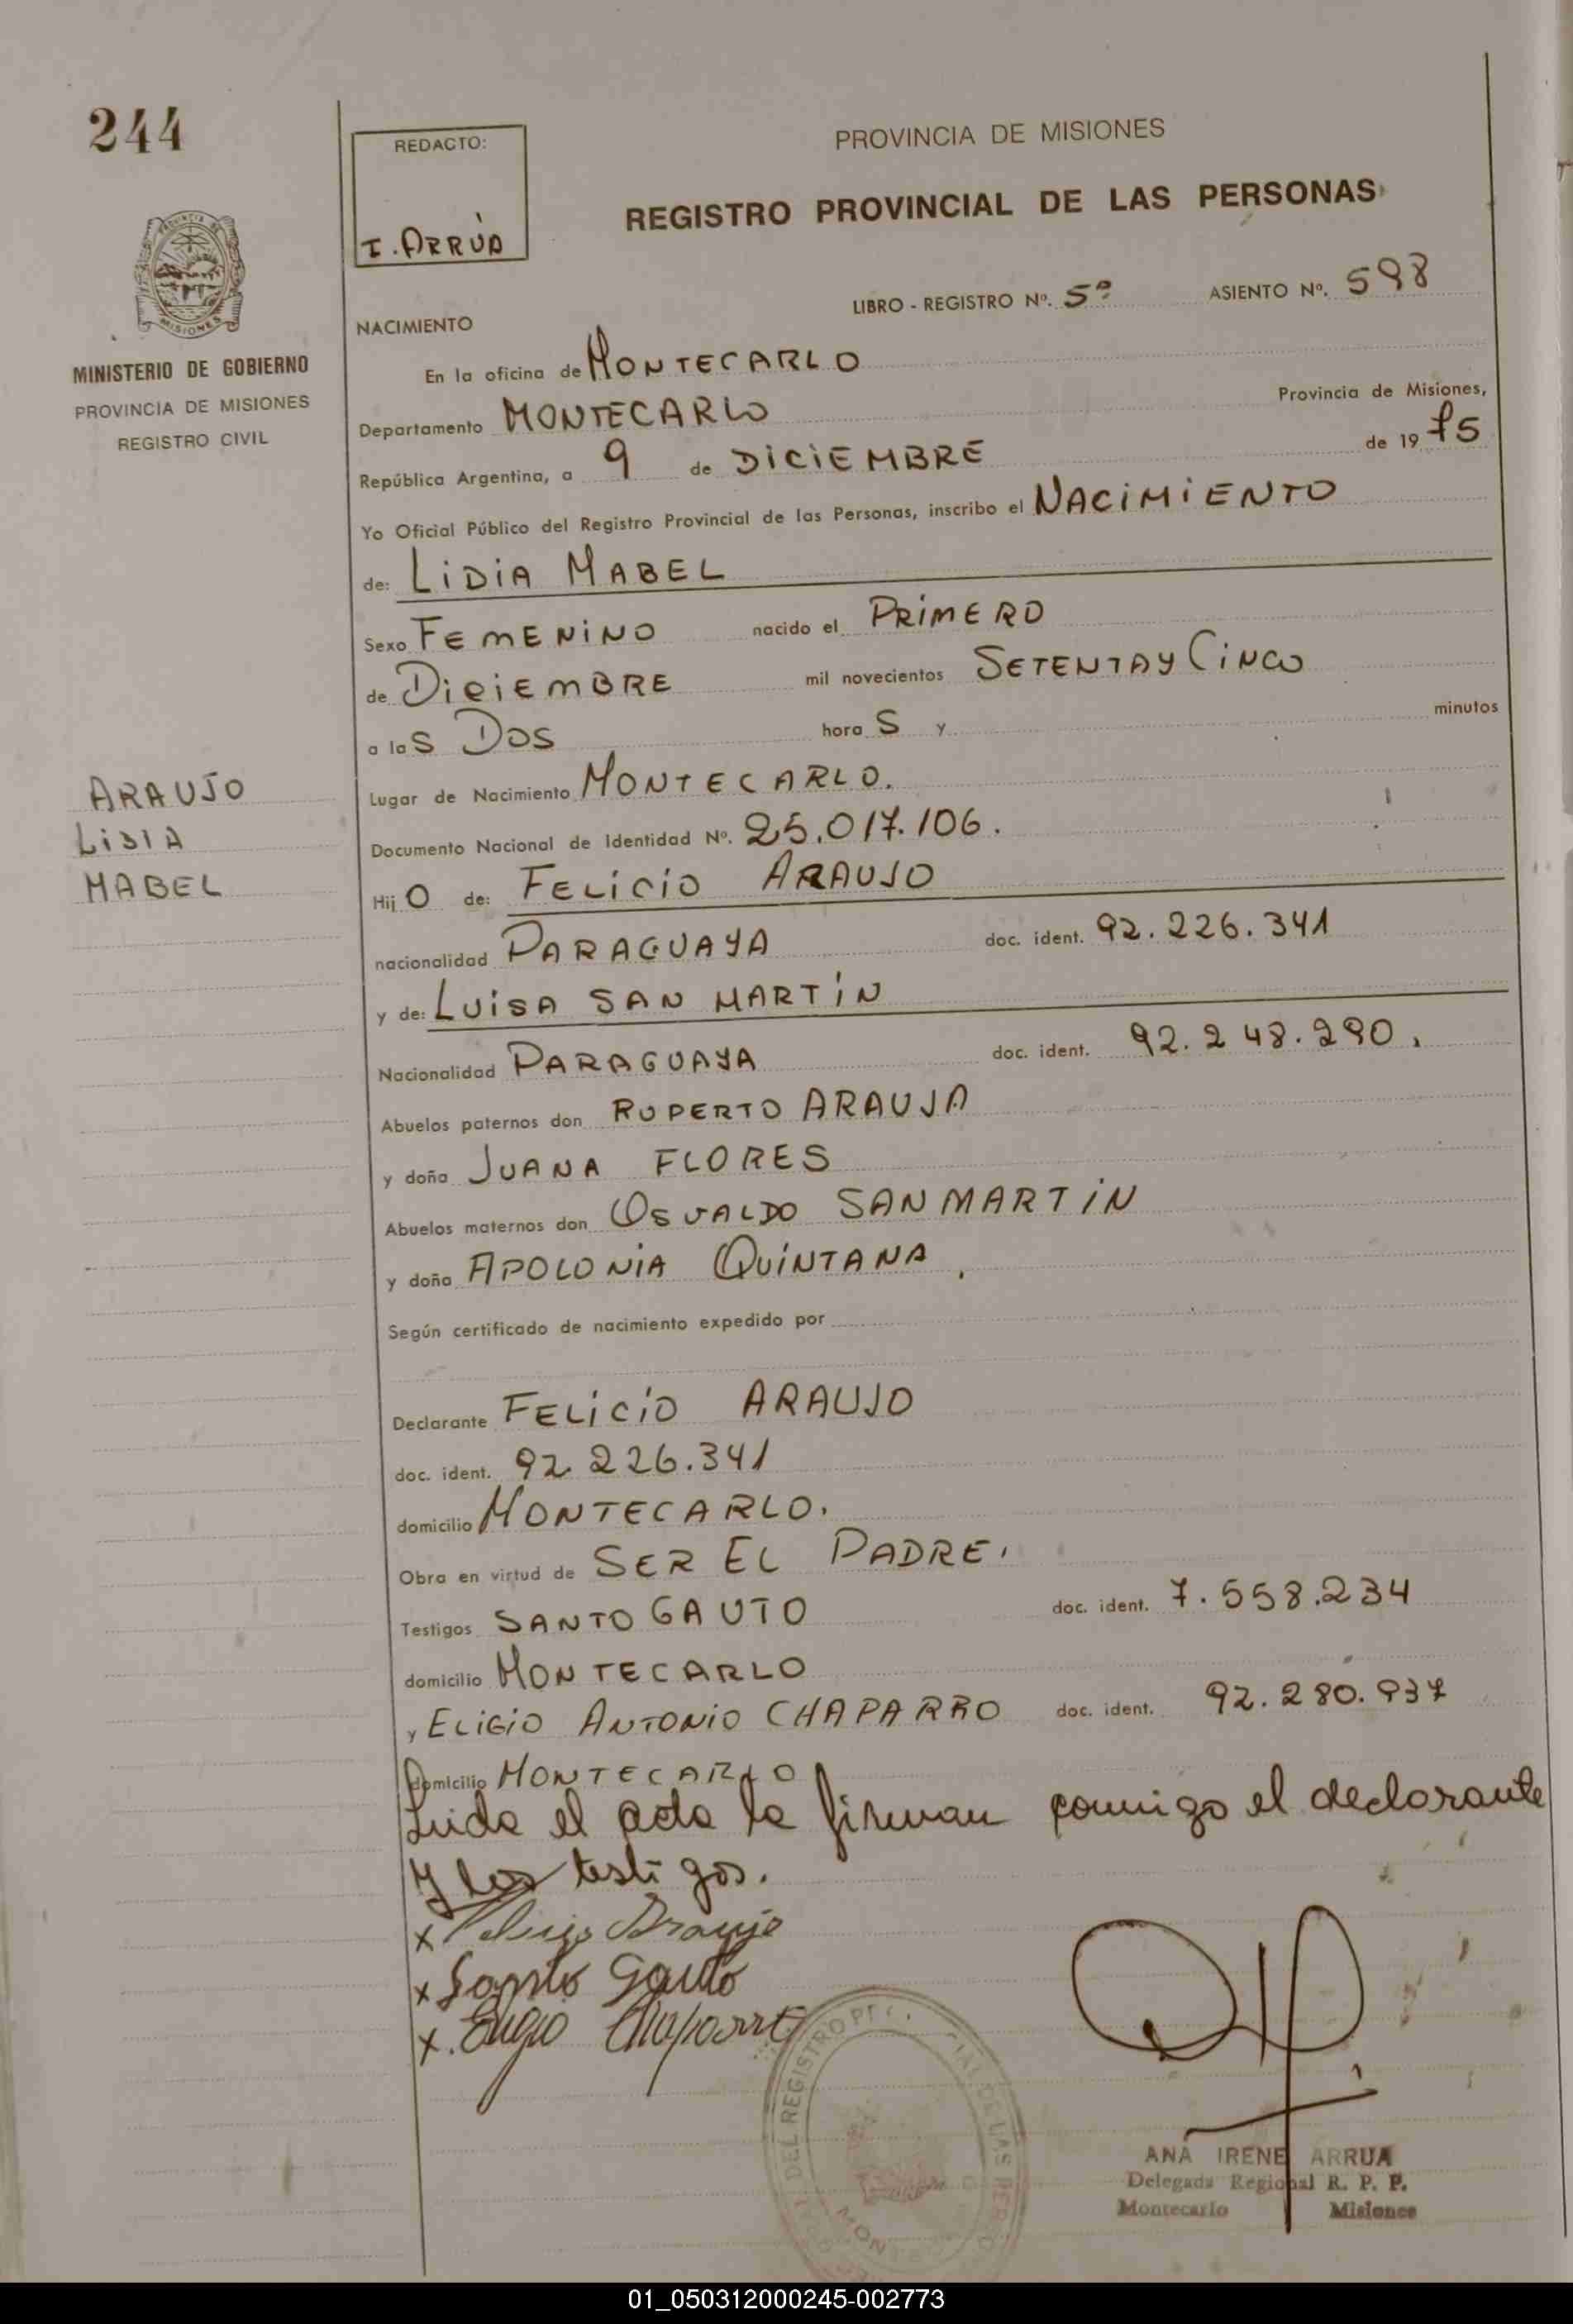 244
REDACTO:
I. ARRÚA
PROVINCIA DE MISIONES
REGISTRO PROVINCIAL DE LAS PERSONAS
MISIONES
MINISTERIO DE GOBIERNO
PROVINCIA DE MISIONES
REGISTRO CIVIL
LIBRO - REGISTRO Nº. 5º ASIENTO Nº. 598
NACIMIENTO
En la oficina de MONTECARLO
Departamento MONTECARLO Provincia de Misiones,
República Argentina, a 9 de DICIEMBRE de 1975
Yo Oficial Público del Registro Provincial de las Personas, inscribo el NACIMIENTO
de: LIDIA MABEL
Sexo FEMENINO nacido el PRIMERO
de DICIEMBRE mil novecientos SETENTA Y CINCO
a las DOS horas y minutos
ARAUJO
LIDIA
MABEL
Lugar de Nacimiento MONTECARLO.
Documento Nacional de Identidad Nº. 25.017.106.
Hijo de: FELICIO ARAUJO
nacionalidad PARAGUAYA doc. ident. 92.226.341
y de: LUISA SAN MARTIN
Nacionalidad PARAGUAYA doc. ident. 92.248.290.
Abuelos paternos don RUPERTO ARAUJA
y doña JUANA FLORES
Abuelos maternos don OSVALDO SAN MARTIN
y doña APOLONIA QUINTANA.
Según certificado de nacimiento expedido por
Declarante FELICIO ARAUJO
doc. ident. 92.226.341
domicilio MONTECARLO.
Obra en virtud de SER EL PADRE.
Testigos SANTO GAUTO doc. ident. 7.558.234
domicilio MONTECARLO
y ELIGIO ANTONIO CHAPARRO doc. ident. 92.280.937
domicilio MONTECARLO
Leida el acta la firman conmigo el declarante
y los testigos.
x Araujo
x Santo Gauto
x. Eligio Chaparro
DEL REGISTRO DE LAS
ANA IRENE ARRUA
Delegada Regional R. P. P.
Montecarlo Misiones
01_050312000245-002773